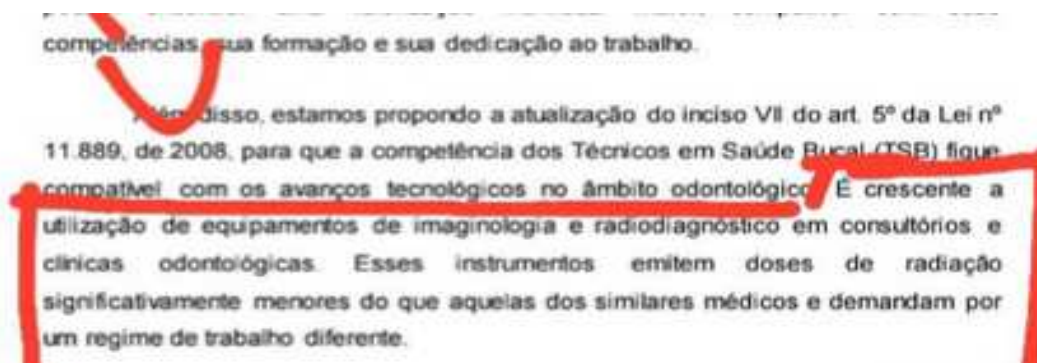 competências, sua formação e sua dedicação ao trabalho.
Além disso, estamos propondo a atualização do inciso VII do art. 5º da Lei nº
11.889, de 2008, para que a competência dos Técnicos em Saúde Bucal (TSB) fique
compatível com os avanços tecnológicos no âmbito odontológico. É crescente a
utilização de equipamentos de imaginologia e radiodiagnóstico em consultórios e
clínicas odontológicas. Esses instrumentos emitem doses de radiação
significativamente menores do que aquelas dos similares médicos e demandam por
um regime de trabalho diferente.